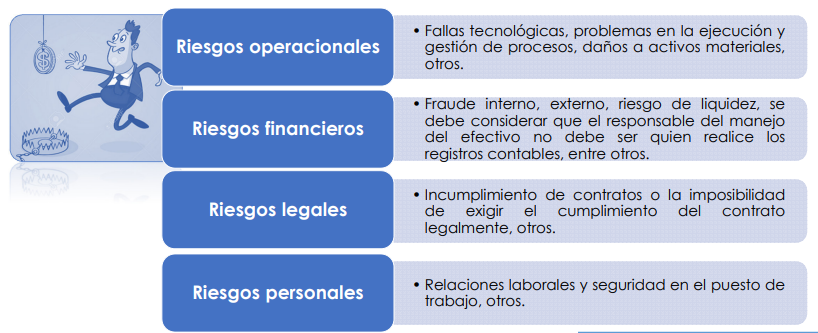 Riesgos operacionales
• Fallas tecnológicas, problemas en la ejecución y
gestión de procesos, daños a activos materiales,
otros.
Riesgos financieros
• Fraude interno, externo, riesgo de liquidez, se
debe considerar que el responsable del manejo
del efectivo no debe ser quien realice los
registros contables, entre otros.
Riesgos legales
• Incumplimiento de contratos o la imposibilidad
de exigir el cumplimiento del contrato
legalmente, otros.
Riesgos personales
• Relaciones laborales y seguridad en el puesto de
trabajo, otros.
$